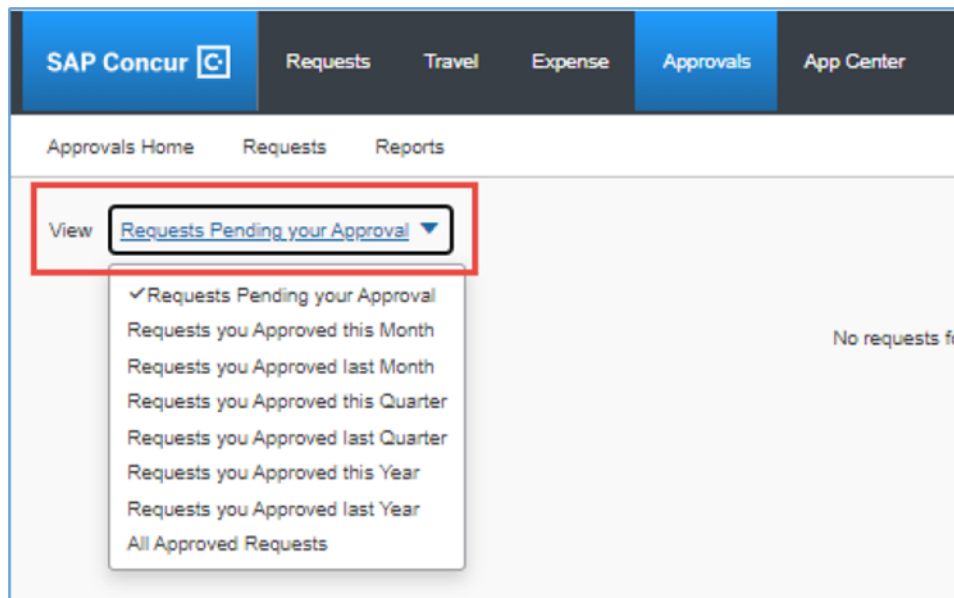 SAP Concur Requests Travel Expense Approvals App Center
Approvals Home Requests Reports
View Requests Pending your Approval
Requests Pending your Approval
Requests you Approved this Month
No requests
Requests you Approved last Month
Requests you Approved this Quarter
Requests you Approved last Quarter
Requests you Approved this Year
Requests you Approved last Year
All Approved Requests